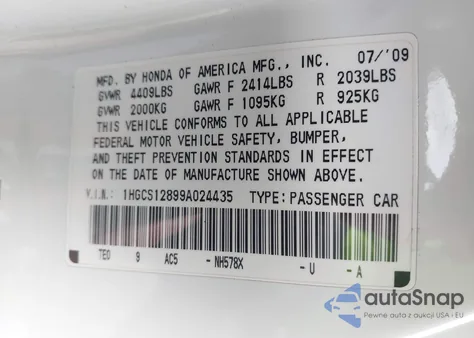 MFD. BY HONDA OF AMERICA MFG., INC. 07/'09
GVWR 4409LBS GAWR F 2414LBS R 2039LBS
GVWR 2000KG GAWR F 1095KG R 925KG
THIS VEHICLE CONFORMS TO ALL APPLICABLE
FEDERAL MOTOR VEHICLE SAFETY, BUMPER,
AND THEFT PREVENTION STANDARDS IN EFFECT
ON THE DATE OF MANUFACTURE SHOWN ABOVE.
V.I.N.: 1HGCS12899A024435 TYPE: PASSENGER CAR
TEO 9 AC5 -NH578X -U -A
autaSnap
Pewne auta z aukcji USA i EU